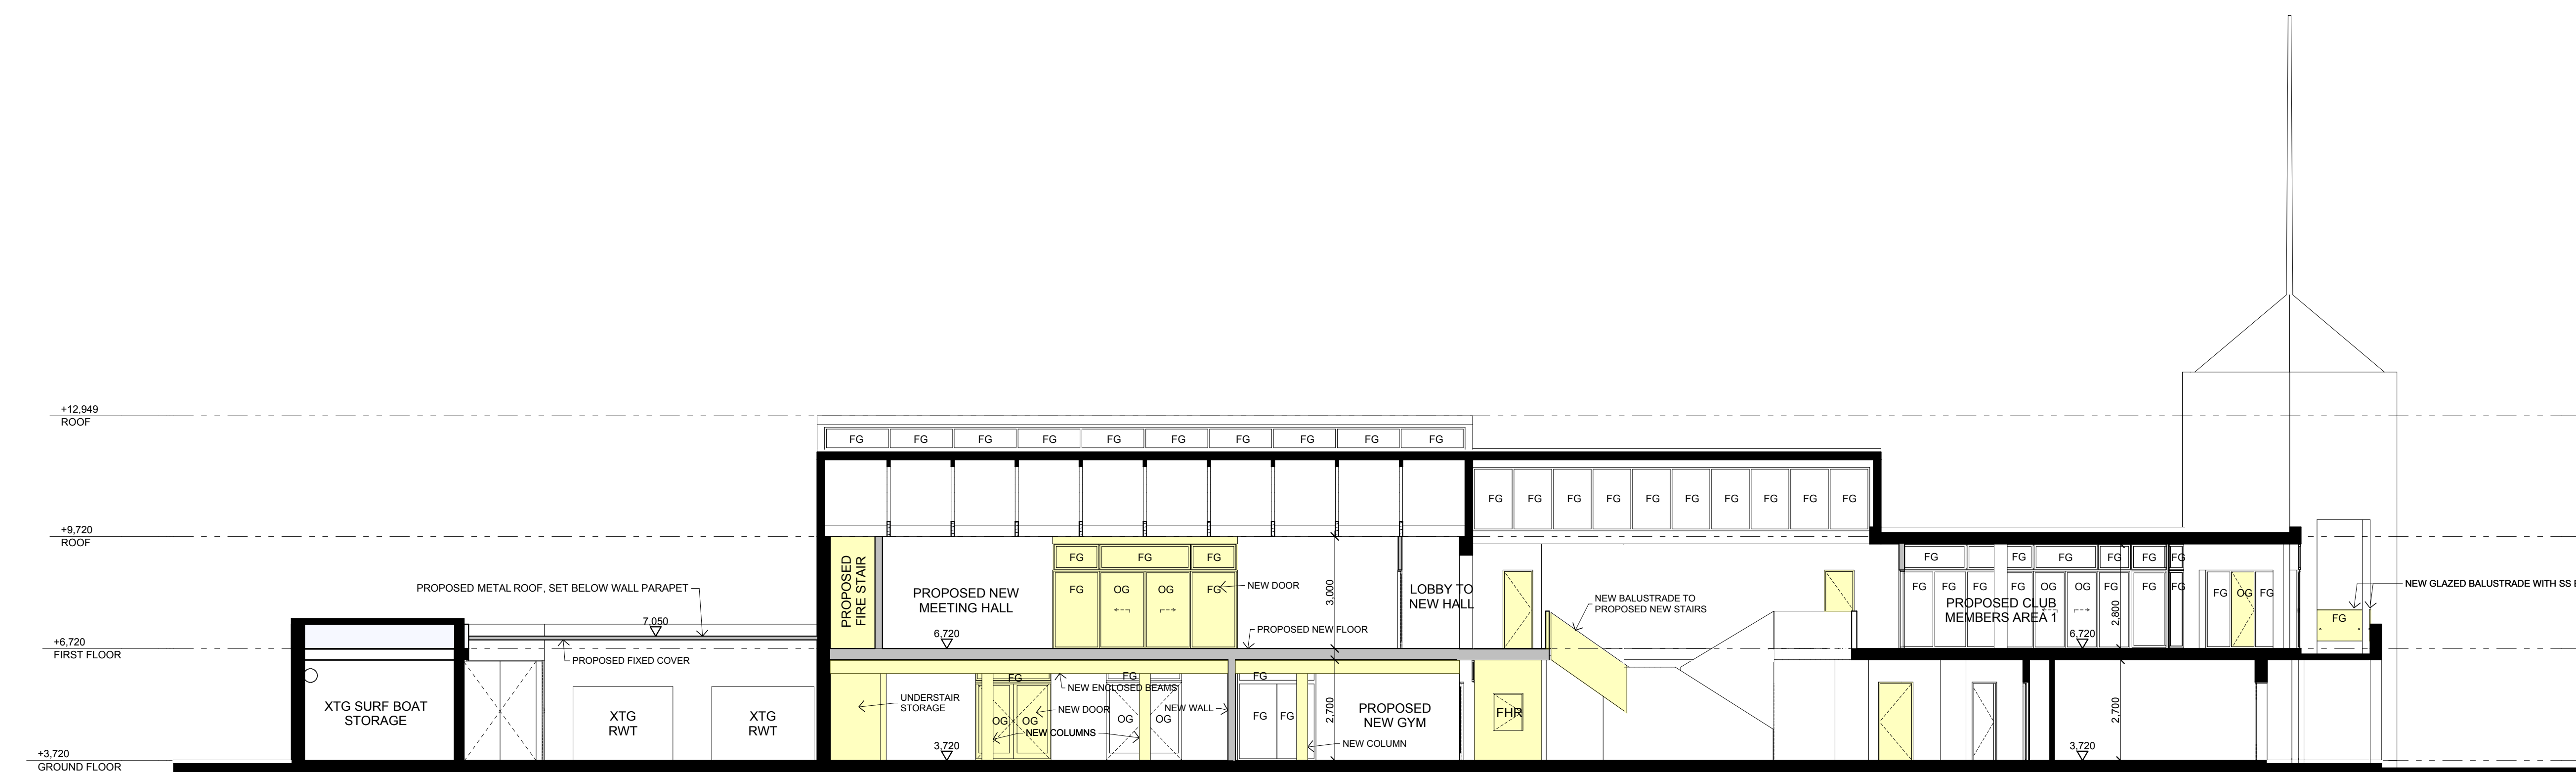 +12,949
ROOF
FG FG FG FG FG FG FG FG FG FG
FG FG FG FG FG FG FG FG FG FG
+9,720
ROOF
PROPOSED
FIRE STAIR
FG FG FG
FG OG OG FG
NEW DOOR
PROPOSED NEW
MEETING HALL
6,720
3,000
PROPOSED NEW FLOOR
LOBBY TO
NEW HALL
NEW BALUSTRADE TO
PROPOSED NEW STAIRS
FG FG FG FG FG FG
FG FG FG FG OG OG FG FG FG
PROPOSED CLUB
MEMBERS AREA 1
6,720
2,800
FG OG FG
FG
NEW GLAZED BALUSTRADE WITH SS
PROPOSED METAL ROOF, SET BELOW WALL PARAPET
7,050
PROPOSED FIXED COVER
+6,720
FIRST FLOOR
XTG SURF BOAT
STORAGE
XTG
RWT
XTG
RWT
UNDERSTAIR
STORAGE
FG
OG OG
NEW DOOR
NEW ENCLOSED BEAMS
NEW COLUMNS
FG
OG OG
NEW WALL
3,720
FG
FG FG
NEW COLUMN
2,700
PROPOSED
NEW GYM
FHR
2,700
3,720
+3,720
GROUND FLOOR